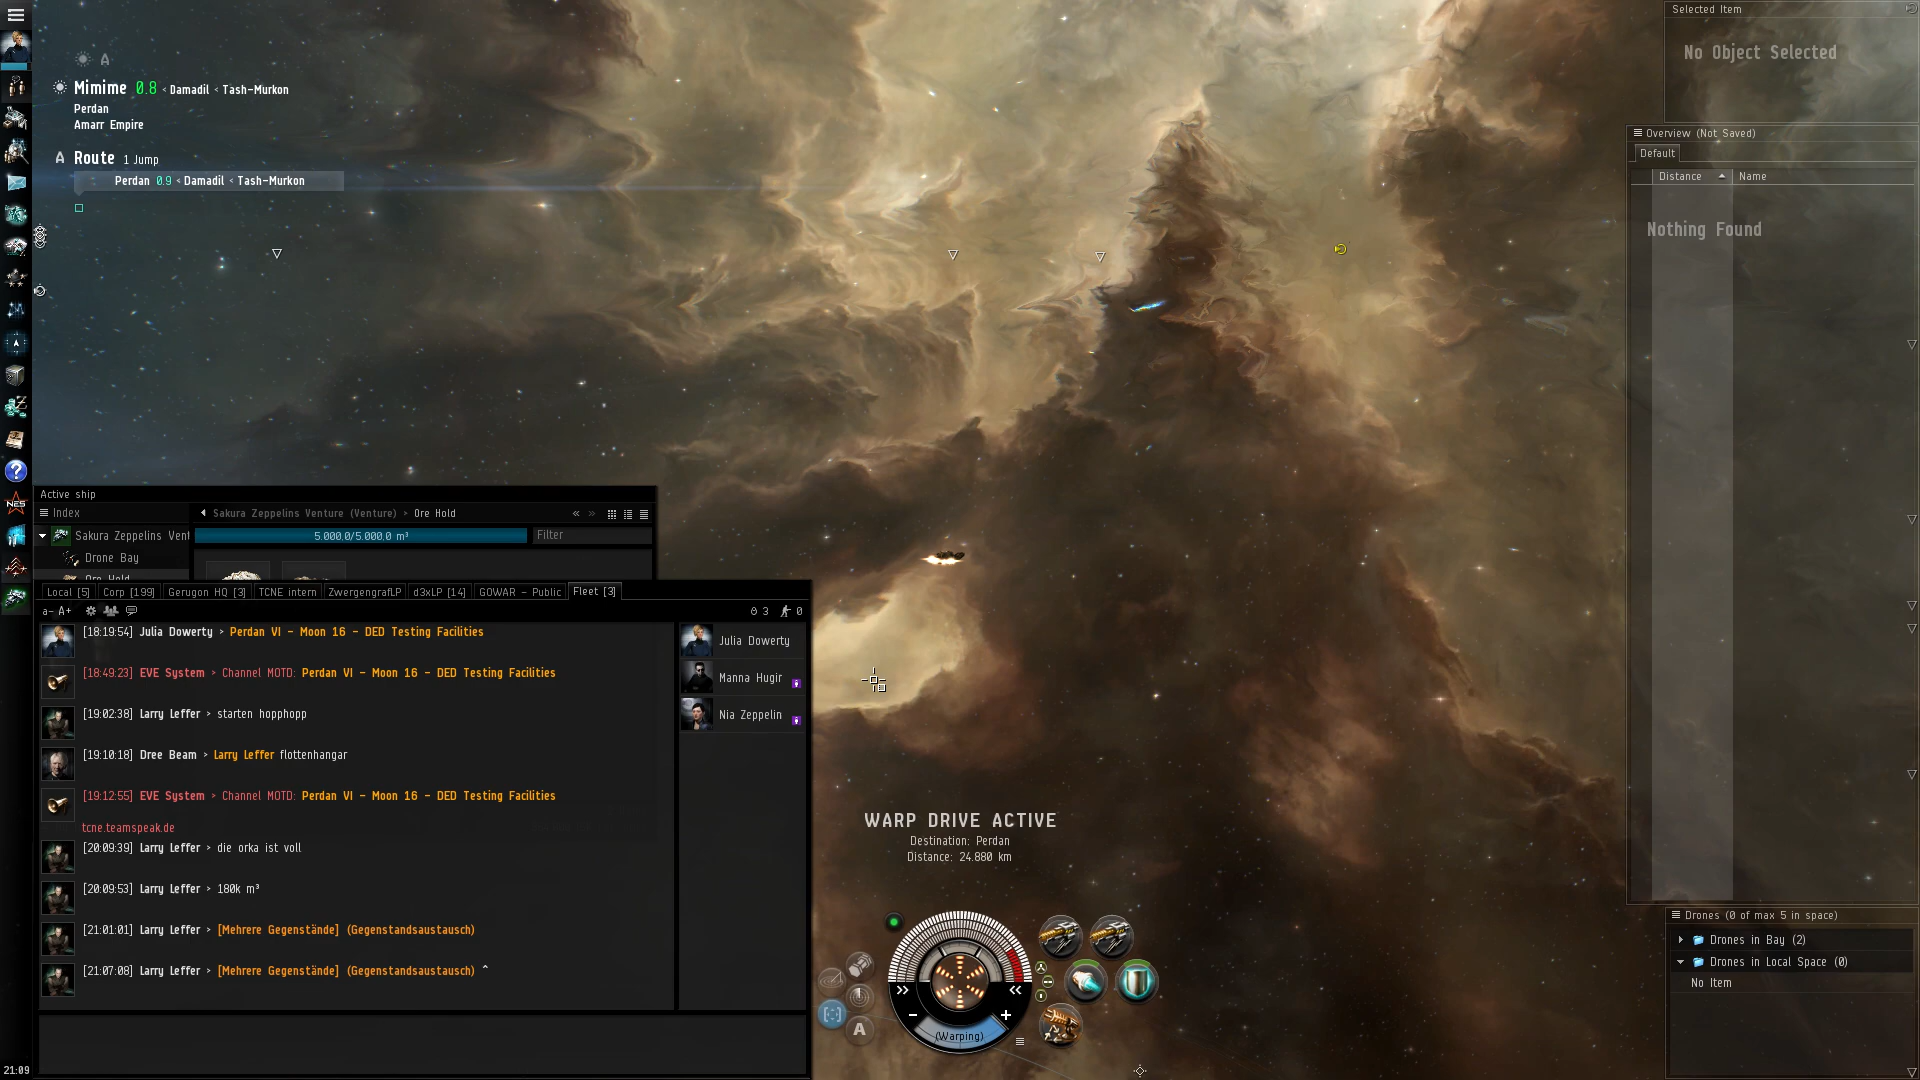 Selected Item
No Object Selected
A
Mimime 0.8 < Damadil < Tash-Murkon
Perdan
Amarr Empire
A Route 1 Jump
Perdan 0.9 < Damadil < Tash-Murkon
Overview (Not Saved)
Default
Distance Name
Nothing Found
Active ship
Index
Sakura Zeppelins Venture (Venture) > Ore Hold
Sakura Zeppelins Vent
5.000,0/5.000,0 m³
Filter
Drone Bay
Ore Hold
Local [5] Corp [199] Gerugon HQ [3] TCNE intern ZwergengrafLP d3xLP [14] GOWAR - Public Fleet [3]
a- A+
3 0
[18:19:54] Julia Dowerty > Perdan VI - Moon 16 - DED Testing Facilities
[18:49:23] EVE System > Channel MOTD: Perdan VI - Moon 16 - DED Testing Facilities
[19:02:38] Larry Leffer > starten hopphopp
[19:10:18] Dree Beam > Larry Leffer flottenhangar
[19:12:55] EVE System > Channel MOTD: Perdan VI - Moon 16 - DED Testing Facilities
tcne.teamspeak.de
[20:09:39] Larry Leffer > die orka ist voll
[20:09:53] Larry Leffer > 180k m³
[21:01:01] Larry Leffer > [Mehrere Gegenstände] (Gegenstandsaustausch)
[21:07:08] Larry Leffer > [Mehrere Gegenstände] (Gegenstandsaustausch) ^
Julia Dowerty
Manna Hugir
Nia Zeppelin
WARP DRIVE ACTIVE
Destination: Perdan
Distance: 24.880 km
(Warping)
A
Drones (0 of max 5 in space)
Drones in Bay (2)
Drones in Local Space (0)
No Item
NES
21:09